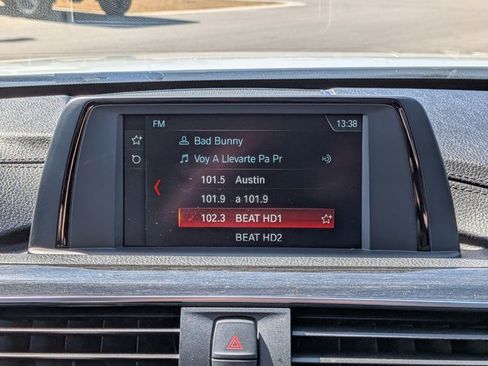 FM 13:38
Bad Bunny
Voy A Llevarte Pa Pr
101.5 Austin
101.9 a 101.9
102.3 BEAT HD1
BEAT HD2